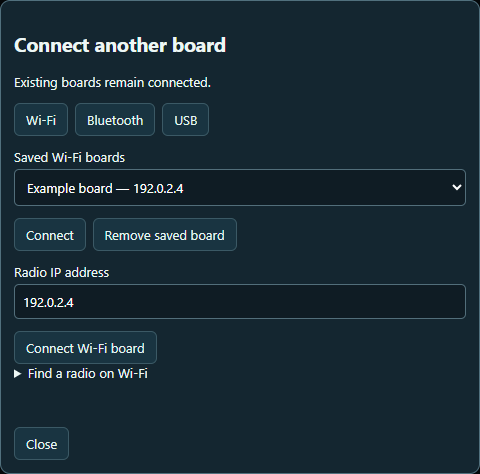 Connect another board
Existing boards remain connected.
Wi-Fi Bluetooth USB
Saved Wi-Fi boards
Example board — 192.0.2.4
Connect Remove saved board
Radio IP address
192.0.2.4
Connect Wi-Fi board
Find a radio on Wi-Fi
Close